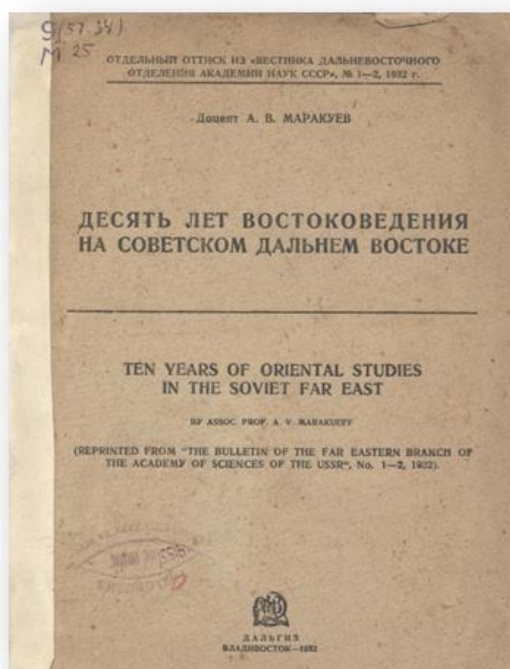 9(57-34)
М 25
ОТДЕЛЬНЫЙ ОТТИСК ИЗ «ВЕСТНИКА ДАЛЬНЕВОСТОЧНОГО
ОТДЕЛЕНИЯ АКАДЕМИИ НАУК СССР», № 1—2, 1932 г.
Доцент А. В. МАРАКУЕВ
ДЕСЯТЬ ЛЕТ ВОСТОКОВЕДЕНИЯ
НА СОВЕТСКОМ ДАЛЬНЕМ ВОСТОКЕ
TEN YEARS OF ORIENTAL STUDIES
IN THE SOVIET FAR EAST
BY ASSOC. PROF. A. V. MARAKUEFF
(REPRINTED FROM "THE BULLETIN OF THE FAR EASTERN BRANCH OF
THE ACADEMY OF SCIENCES OF THE USSR", No. 1—2, 1932).
ДАЛЬГИЗ
ВЛАДИВОСТОК—1932